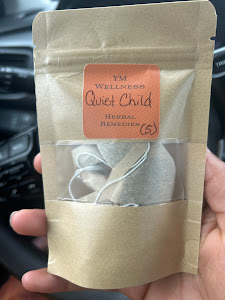 YM
Wellness
Quiet Child
Herbal
Remedies (5)